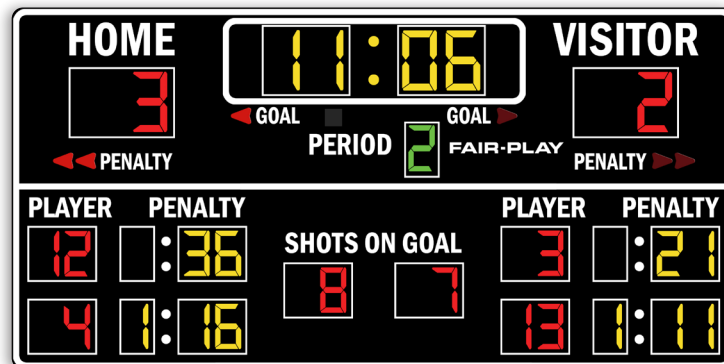 HOME 11:06 VISITOR
3 2
GOAL GOAL
PERIOD 2 FAIR-PLAY
PENALTY PENALTY
PLAYER PENALTY PLAYER PENALTY
SHOTS ON GOAL
12 :36 8 7 3 :21
4 1:16 13 1:11